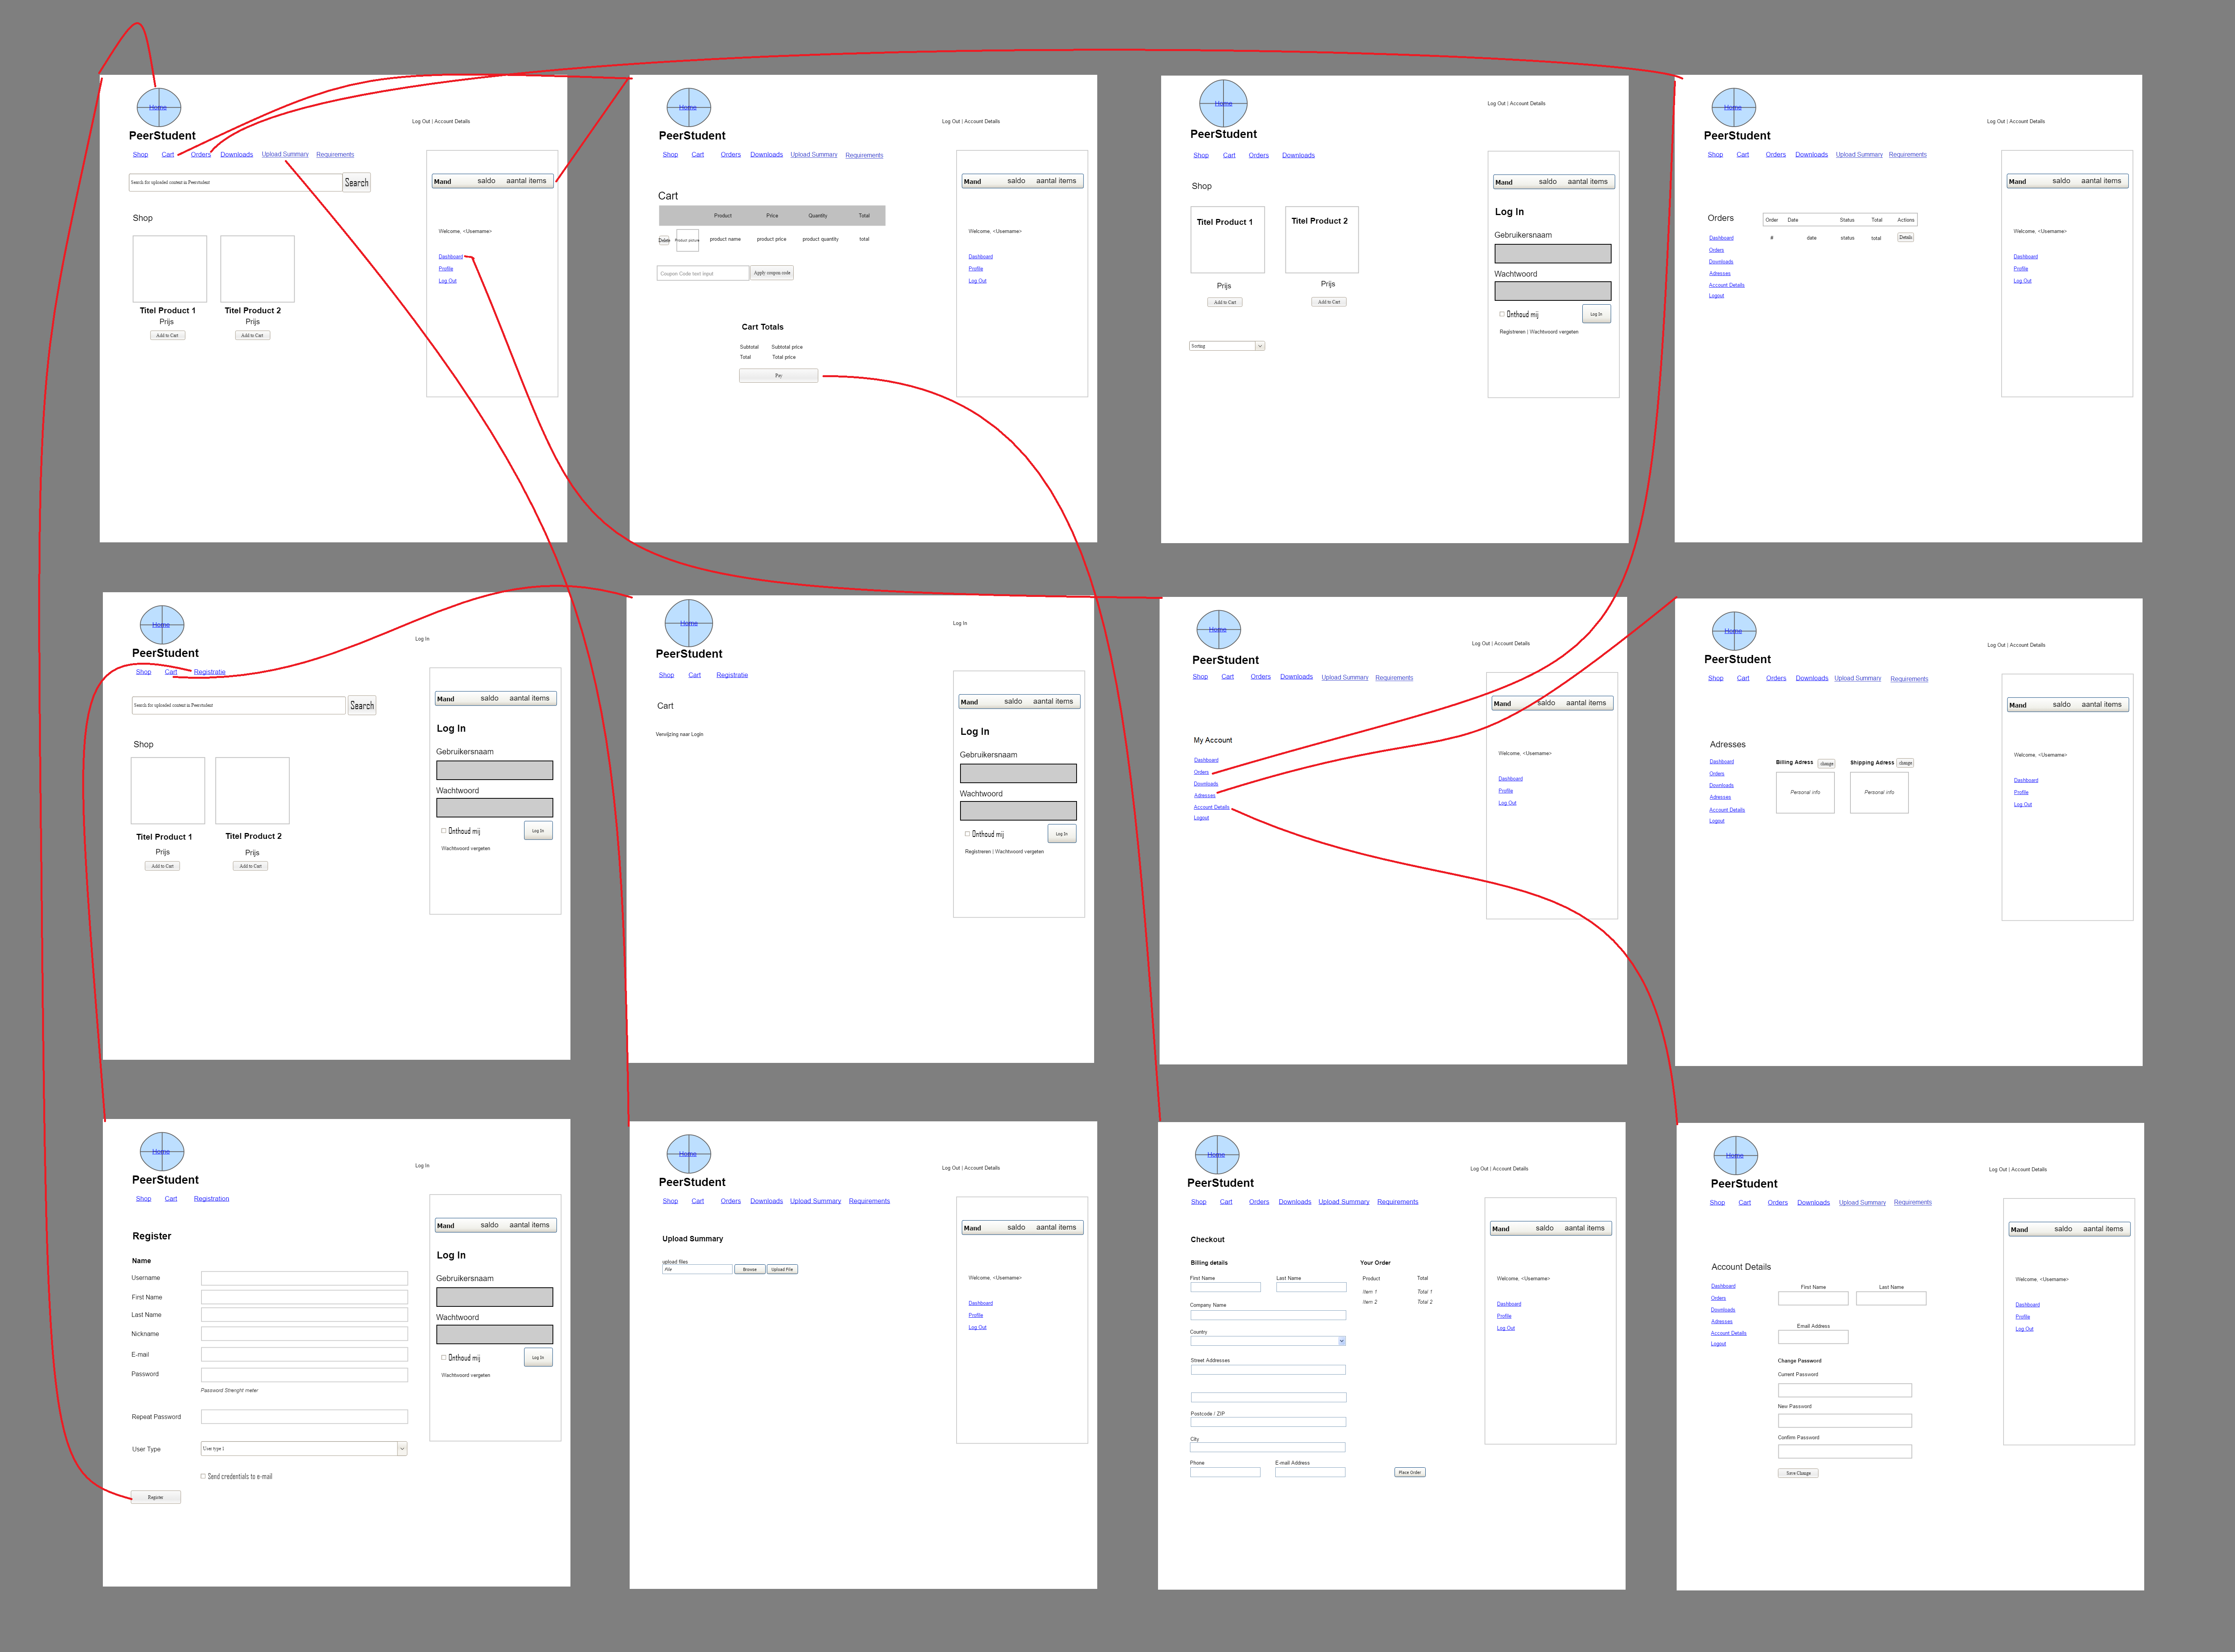 Home
PeerStudent
Log Out | Account Details
Shop Cart Orders Downloads Upload Summary Requirements
Search for uploaded content in Peerstudent Search
Mand saldo aantal items
Shop
Welcome, <Username>
Dashboard
Profile
Log Out
Titel Product 1 Titel Product 2
Prijs Prijs
Add to Cart Add to Cart
Home
PeerStudent
Log Out | Account Details
Shop Cart Orders Downloads Upload Summary Requirements
Mand saldo aantal items
Cart
Product Price Quantity Total
Delete Product picture product name product price product quantity total
Coupon Code text input Apply coupon code
Welcome, <Username>
Dashboard
Profile
Log Out
Cart Totals
Subtotal Subtotal price
Total Total price
Pay
Home
PeerStudent
Log Out | Account Details
Shop Cart Orders Downloads
Mand saldo aantal items
Shop
Titel Product 1 Titel Product 2
Prijs Prijs
Add to Cart Add to Cart
Sorting
Log In
Gebruikersnaam
Wachtwoord
Onthoud mij Log In
Registreren | Wachtwoord vergeten
Home
PeerStudent
Log Out | Account Details
Shop Cart Orders Downloads Upload Summary Requirements
Mand saldo aantal items
Orders
Order Date Status Total Actions
# date status total Details
Dashboard
Orders
Downloads
Adresses
Account Details
Logout
Welcome, <Username>
Dashboard
Profile
Log Out
Home
PeerStudent
Log In
Shop Cart Registratie
Search for uploaded content in Peerstudent Search
Mand saldo aantal items
Shop
Titel Product 1 Titel Product 2
Prijs Prijs
Add to Cart Add to Cart
Log In
Gebruikersnaam
Wachtwoord
Onthoud mij Log In
Wachtwoord vergeten
Home
PeerStudent
Log In
Shop Cart Registratie
Mand saldo aantal items
Cart
Verwijzing naar Login
Log In
Gebruikersnaam
Wachtwoord
Onthoud mij Log In
Registreren | Wachtwoord vergeten
Home
PeerStudent
Log Out | Account Details
Shop Cart Orders Downloads Upload Summary Requirements
Mand saldo aantal items
My Account
Dashboard
Orders
Downloads
Adresses
Account Details
Logout
Welcome, <Username>
Dashboard
Profile
Log Out
Home
PeerStudent
Log Out | Account Details
Shop Cart Orders Downloads Upload Summary Requirements
Mand saldo aantal items
Adresses
Dashboard
Orders
Downloads
Adresses
Account Details
Logout
Billing Adress change Shipping Adress change
Personal info Personal info
Welcome, <Username>
Dashboard
Profile
Log Out
Home
PeerStudent
Log In
Shop Cart Registration
Mand saldo aantal items
Register
Name
Username
First Name
Last Name
Nickname
E-mail
Password
Password Strenght meter
Repeat Password
User Type User type 1
Send credentials to e-mail
Register
Log In
Gebruikersnaam
Wachtwoord
Onthoud mij Log In
Wachtwoord vergeten
Home
PeerStudent
Log Out | Account Details
Shop Cart Orders Downloads Upload Summary Requirements
Mand saldo aantal items
Upload Summary
upload files
File Browse Upload File
Welcome, <Username>
Dashboard
Profile
Log Out
Home
PeerStudent
Log Out | Account Details
Shop Cart Orders Downloads Upload Summary Requirements
Mand saldo aantal items
Checkout
Billing details Your Order
First Name Last Name Product Total
Item 1 Total 1
Item 2 Total 2
Company Name
Country
Street Addresses
Postcode / ZIP
City
Phone E-mail Address
Place Order
Welcome, <Username>
Dashboard
Profile
Log Out
Home
PeerStudent
Log Out | Account Details
Shop Cart Orders Downloads Upload Summary Requirements
Mand saldo aantal items
Account Details
Dashboard
Orders
Downloads
Adresses
Account Details
Logout
First Name Last Name
Email Address
Change Password
Current Password
New Password
Confirm Password
Save Change
Welcome, <Username>
Dashboard
Profile
Log Out